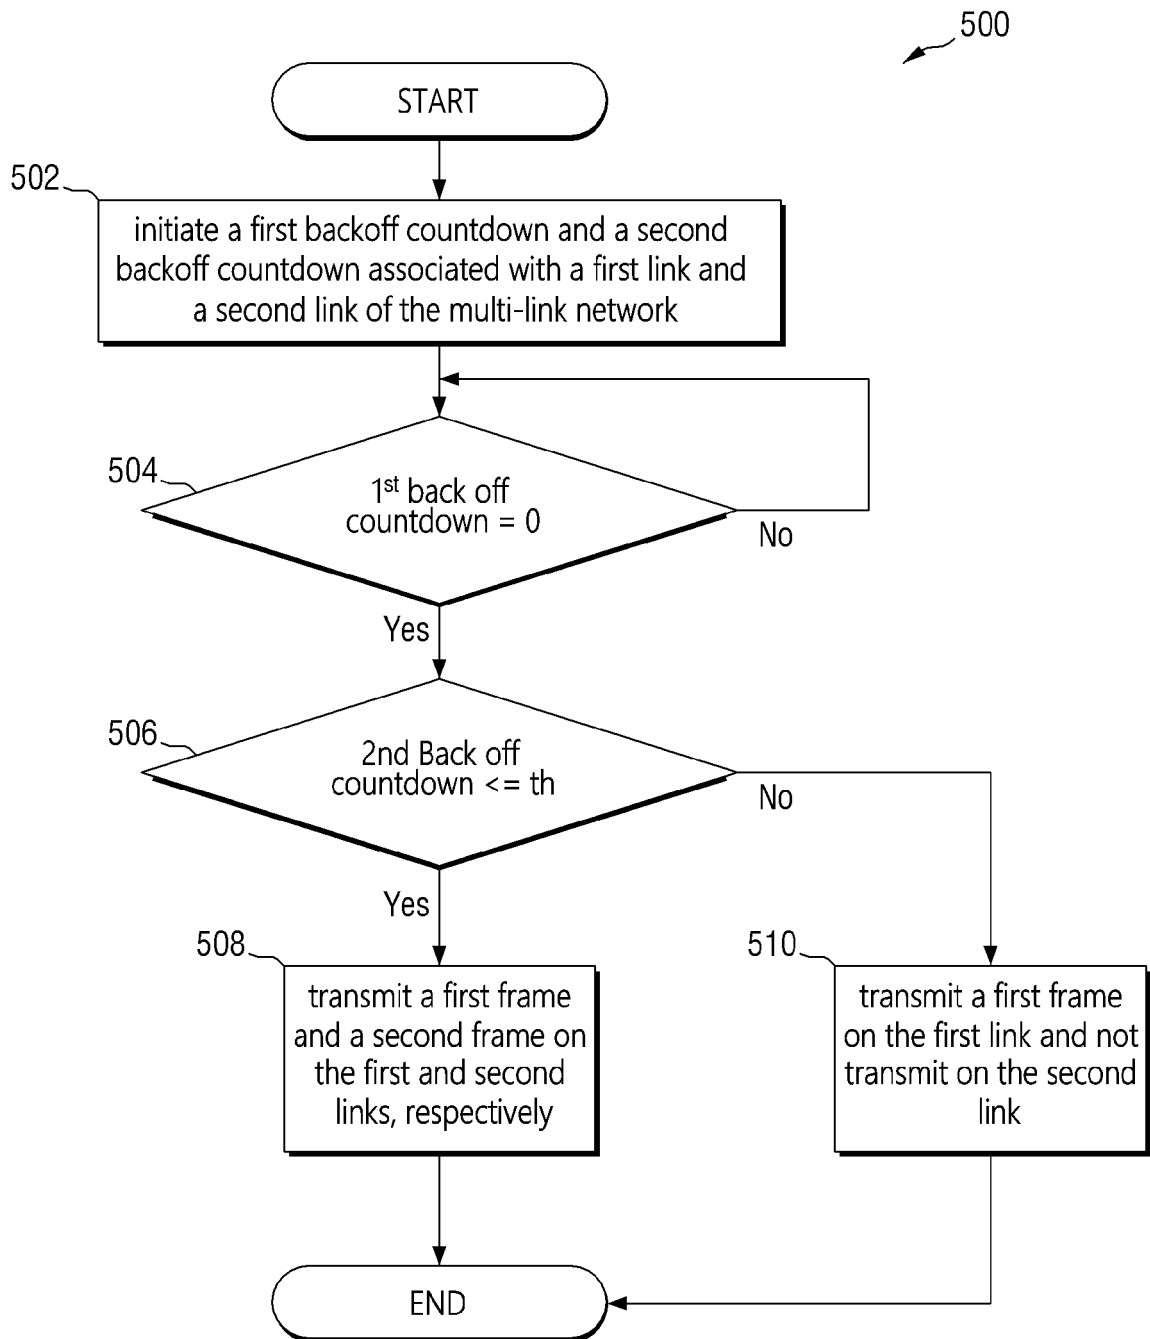 500
START
502
initiate a first backoff countdown and a second
backoff countdown associated with a first link and
a second link of the multi-link network
504
1st back off
countdown = 0
No
Yes
506
2nd Back off
countdown <= th
No
Yes
508
transmit a first frame
and a second frame on
the first and second
links, respectively
510
transmit a first frame
on the first link and not
transmit on the second
link
END